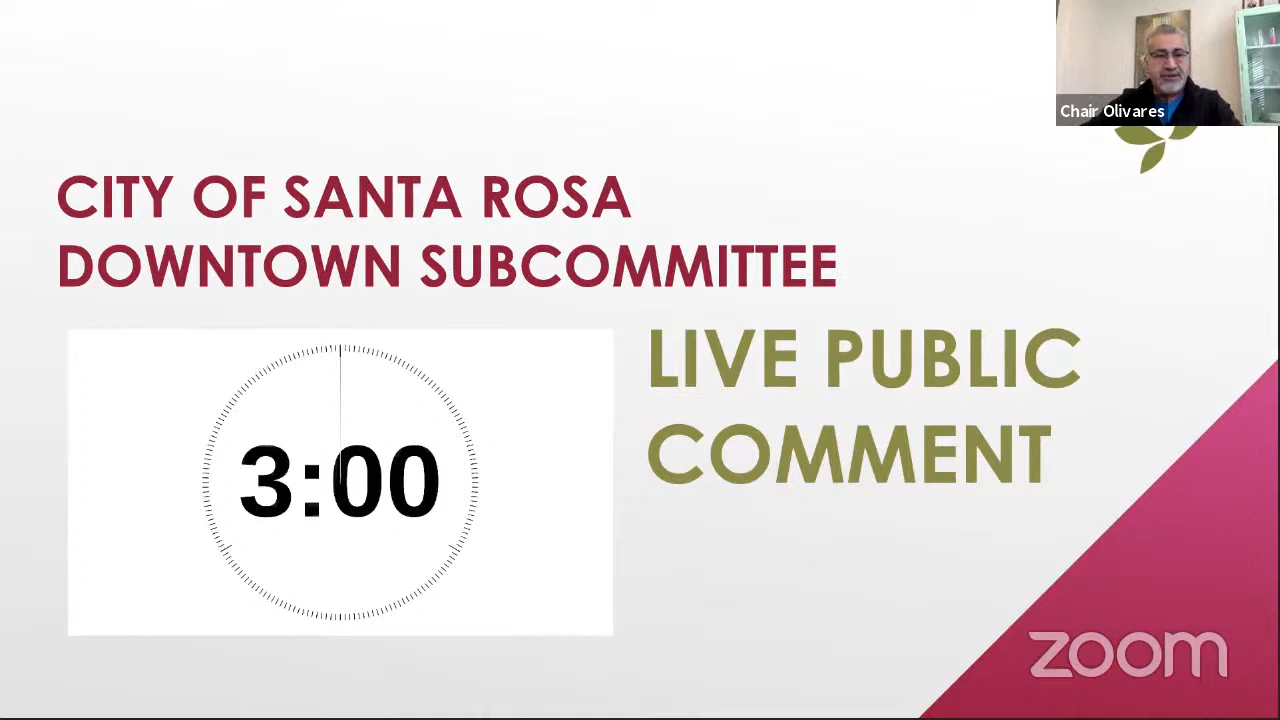 Chair Olivares
CITY OF SANTA ROSA
DOWNTOWN SUBCOMMITTEE
LIVE PUBLIC
COMMENT
3:00
zoom